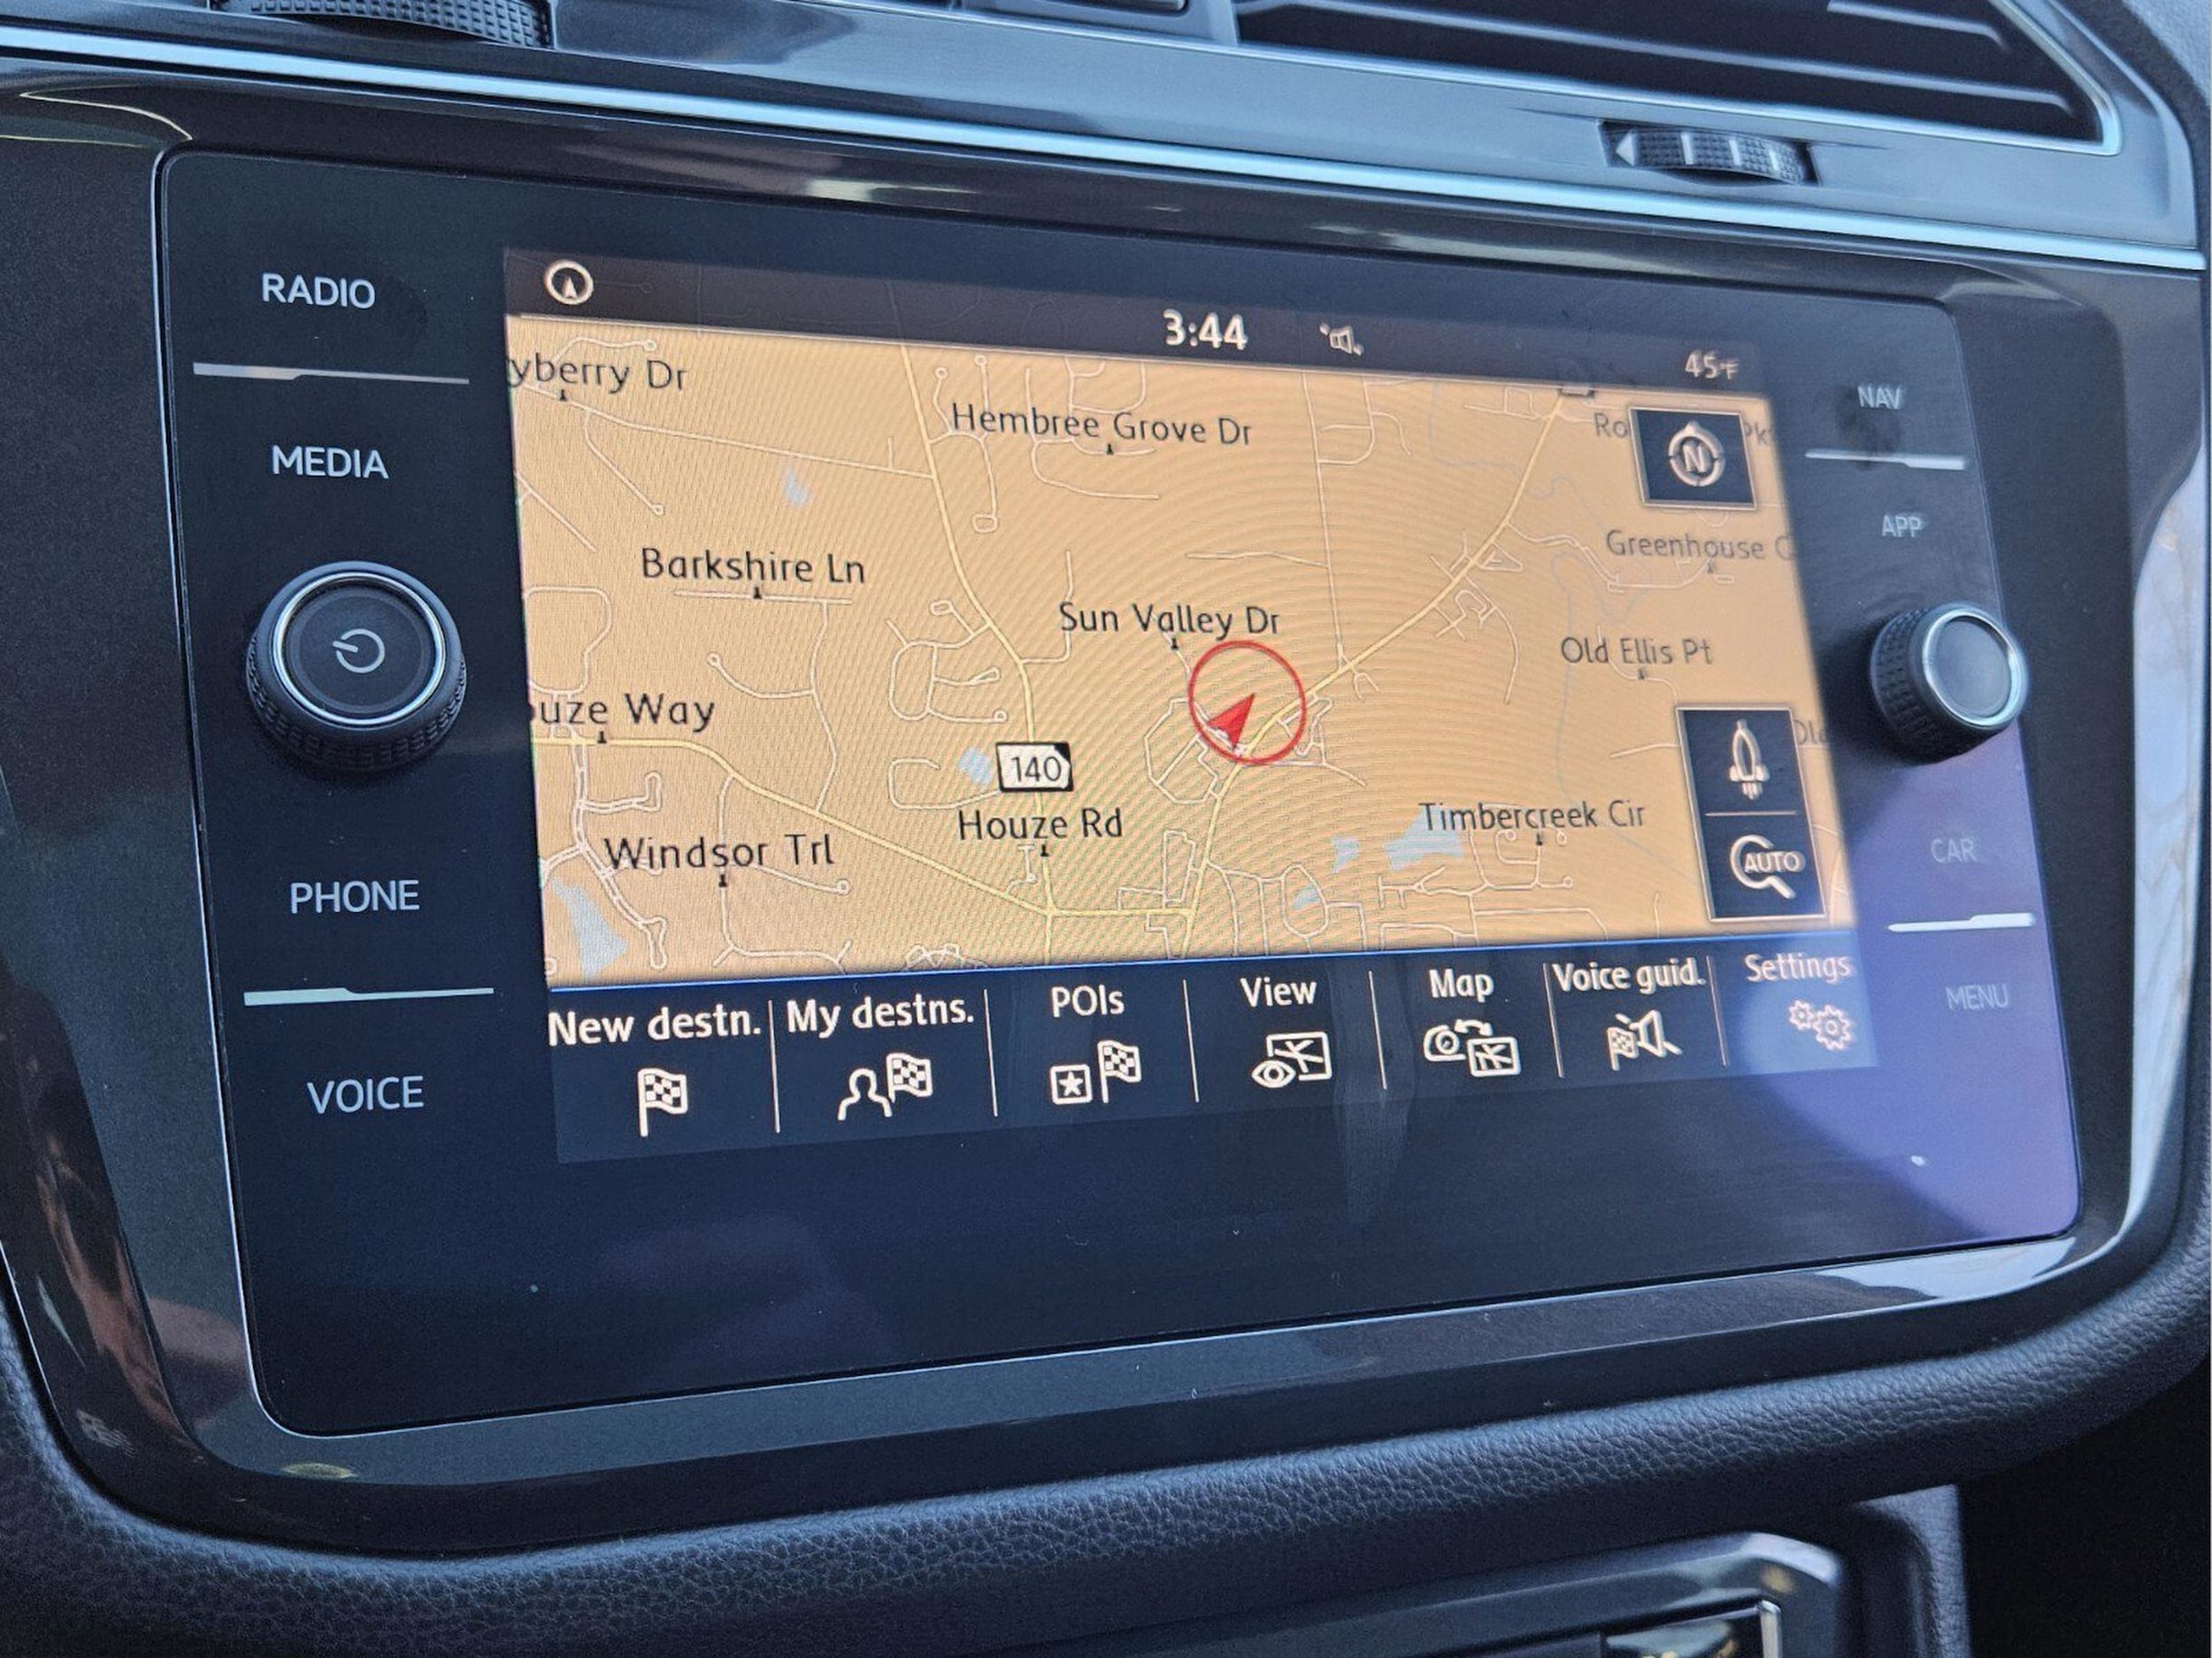 RADIO
MEDIA
PHONE
VOICE
3:44
45°F
yberry Dr
Hembree Grove Dr
Ro
N
Barkshire Ln
Greenhouse
Sun Valley Dr
Old Ellis Pt
ouze Way
140
Houze Rd
Timbercreek Cir
Windsor Trl
AUTO
New destn.
My destns.
POIs
View
Map
Voice guid.
Settings
NAV
APP
CAR
MENU